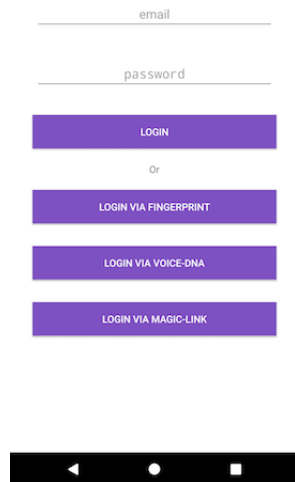 email
password
LOGIN
Or
LOGIN VIA FINGERPRINT
LOGIN VIA VOICE-DNA
LOGIN VIA MAGIC-LINK